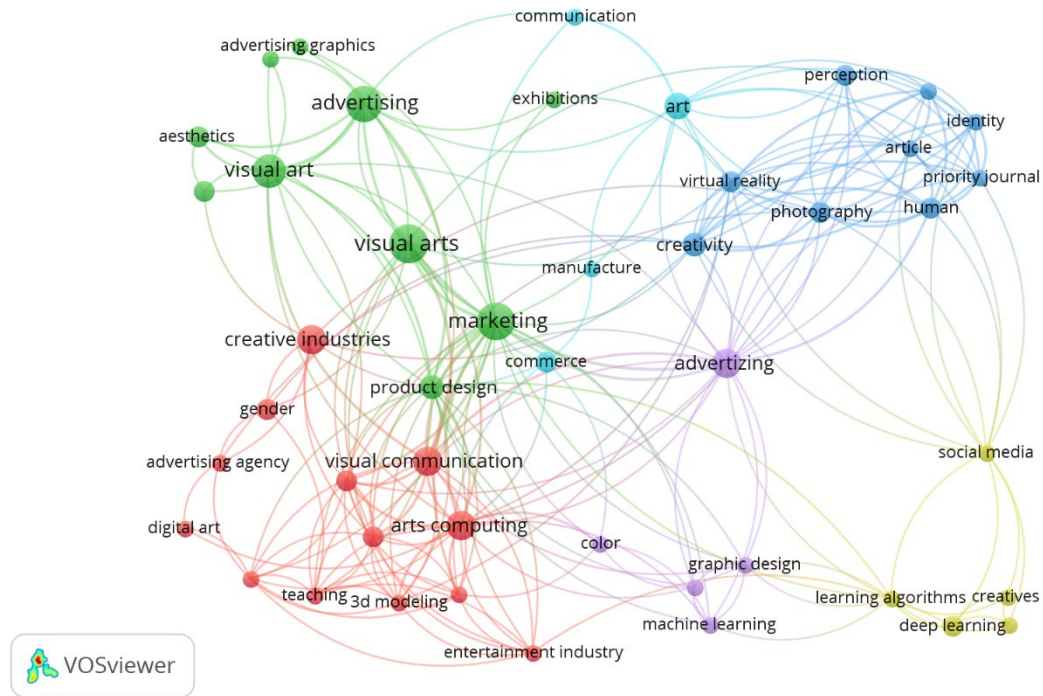 communication
advertising graphics
perception
advertising
exhibitions
art
identity
aesthetics
article
visual art
virtual reality
priority journal
photography
human
visual arts
creativity
manufacture
marketing
creative industries
commerce
advertizing
product design
gender
social media
advertising agency
visual communication
digital art
arts computing
color
graphic design
teaching
3d modeling
learning algorithms
creatives
machine learning
deep learning
entertainment industry
VOSviewer